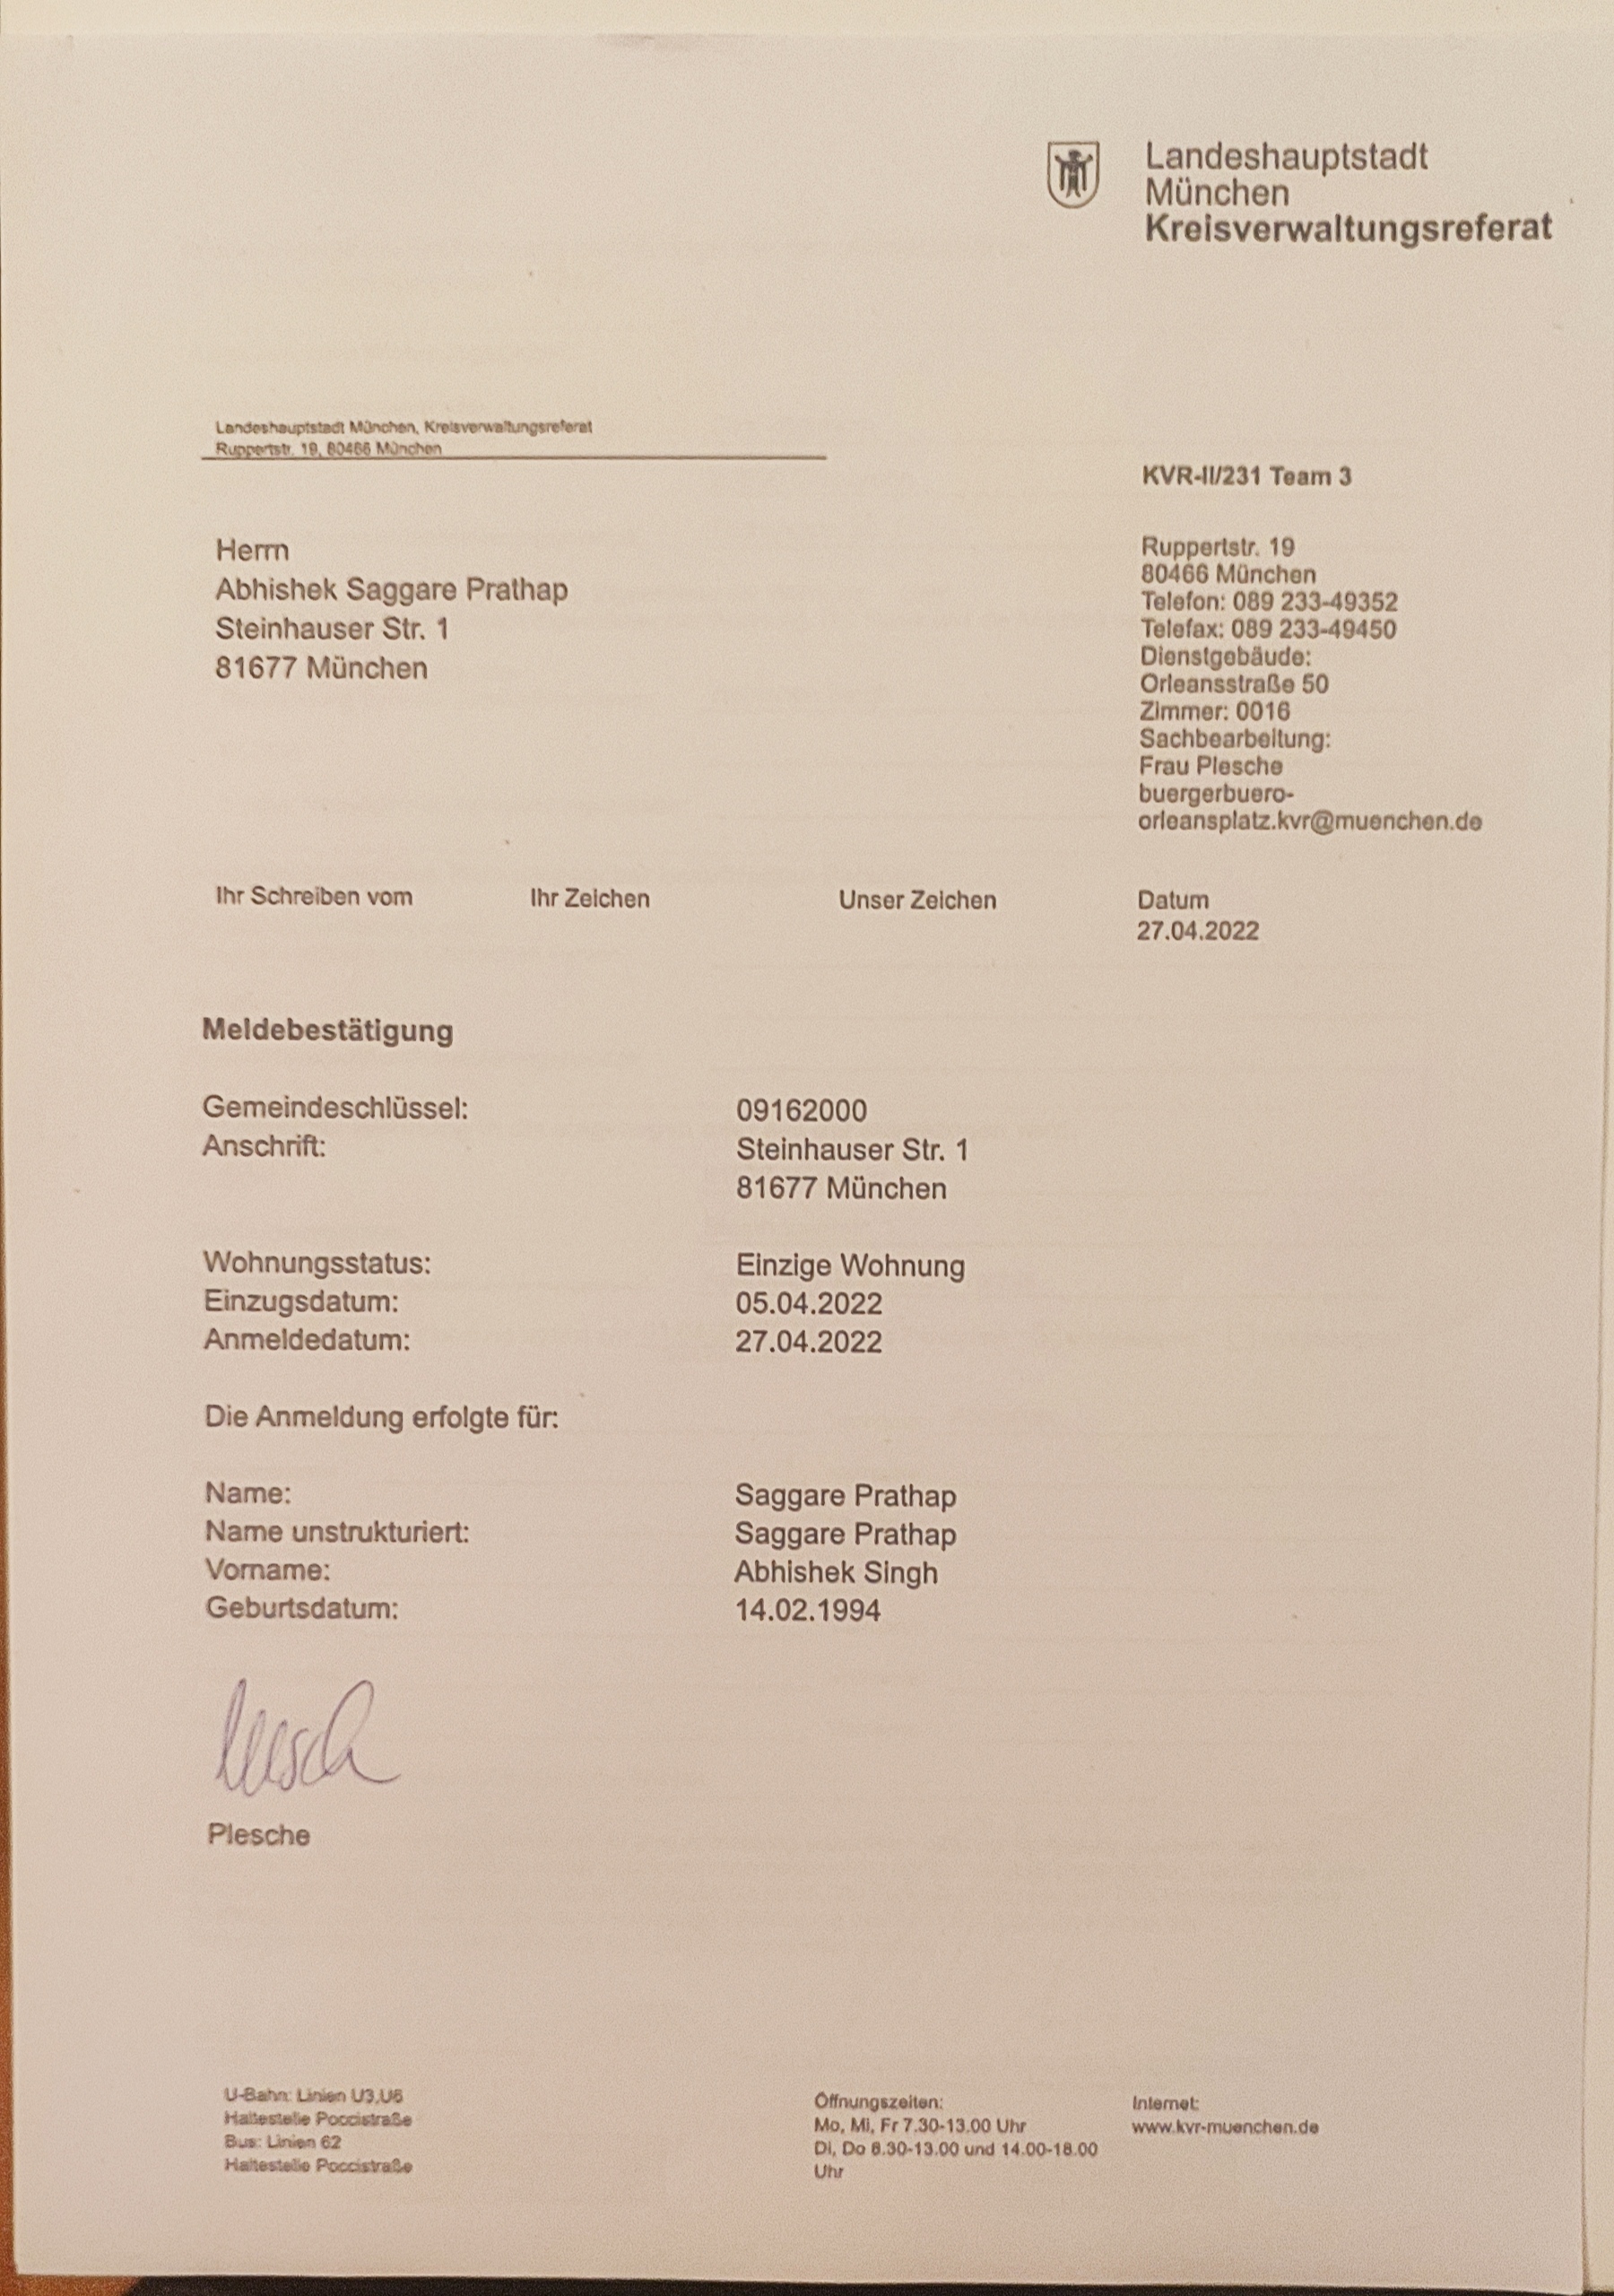 Landeshauptstadt
München
Kreisverwaltungsreferat
Landeshauptstadt München, Kreisverwaltungsreferat
Ruppertstr. 19, 80466 München
KVR-II/231 Team 3
Herrn
Abhishek Saggare Prathap
Steinhauser Str. 1
81677 München
Ruppertstr. 19
80466 München
Telefon: 089 233-49352
Telefax: 089 233-49450
Dienstgebäude:
Orleansstraße 50
Zimmer: 0016
Sachbearbeitung:
Frau Plesche
buergerbuero-
orleansplatz.kvr@muenchen.de
Ihr Schreiben vom Ihr Zeichen Unser Zeichen Datum
27.04.2022
Meldebestätigung
Gemeindeschlüssel: 09162000
Anschrift: Steinhauser Str. 1
81677 München
Wohnungsstatus: Einzige Wohnung
Einzugsdatum: 05.04.2022
Anmeldedatum: 27.04.2022
Die Anmeldung erfolgte für:
Name: Saggare Prathap
Name unstrukturiert: Saggare Prathap
Vorname: Abhishek Singh
Geburtsdatum: 14.02.1994
Plesche
U-Bahn: Linien U3,U6
Haltestelle Poccistraße
Bus: Linien 62
Haltestelle Poccistraße
Öffnungszeiten:
Mo, Mi, Fr 7.30-13.00 Uhr
Di, Do 8.30-13.00 und 14.00-18.00
Uhr
Internet:
www.kvr-muenchen.de